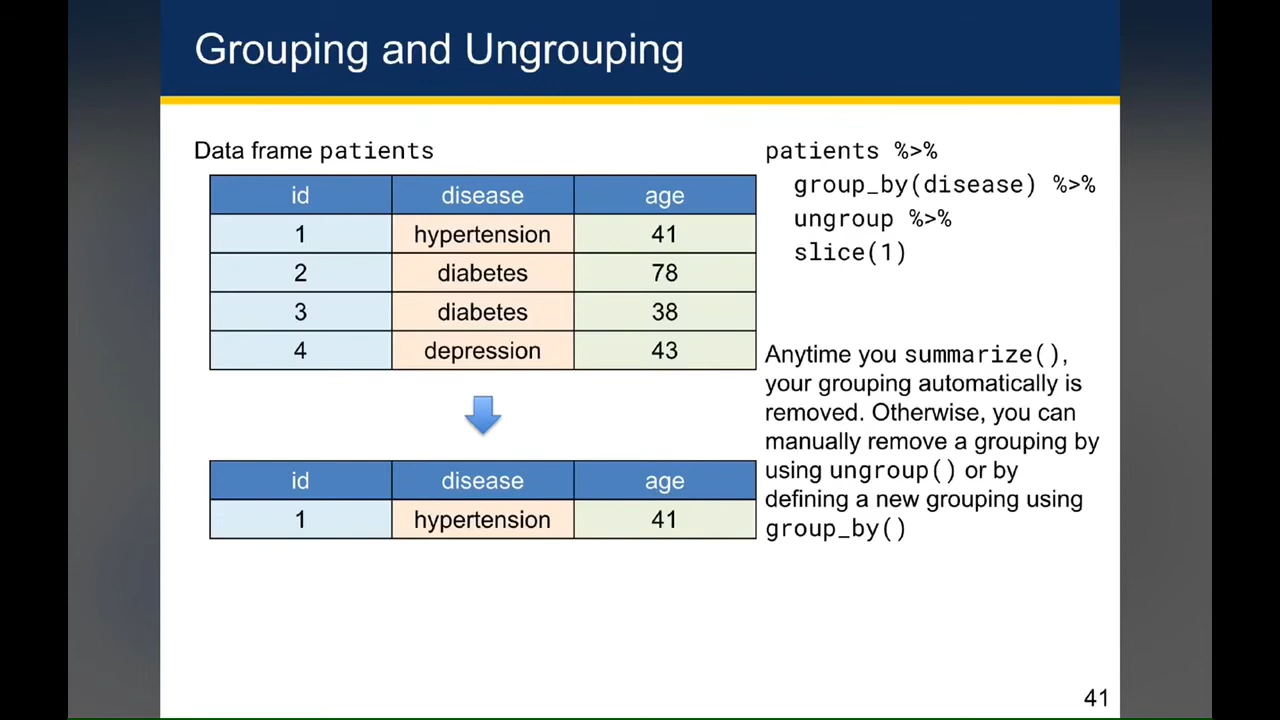 Grouping and Ungrouping
Data frame patients
id disease age
1 hypertension 41
2 diabetes 78
3 diabetes 38
4 depression 43
id disease age
1 hypertension 41
patients %>%
group_by(disease) %>%
ungroup %>%
slice(1)
Anytime you summarize(),
your grouping automatically is
removed. Otherwise, you can
manually remove a grouping by
using ungroup() or by
defining a new grouping using
group_by()
41